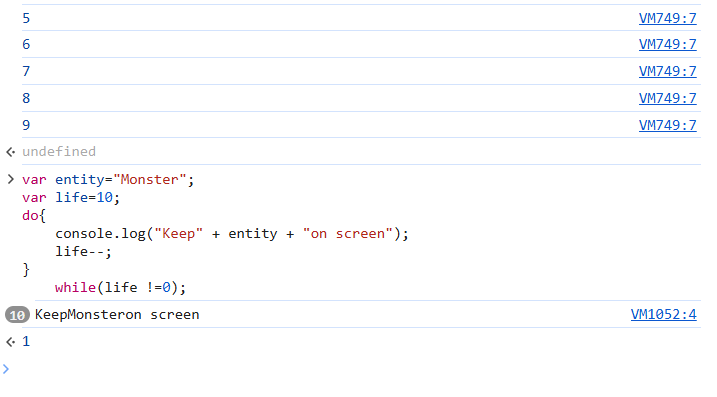 5 VM749:7
6 VM749:7
7 VM749:7
8 VM749:7
9 VM749:7
undefined
var entity="Monster";
var life=10;
do{
console.log("Keep" + entity + "on screen");
life--;
}
while(life !=0);
10 KeepMonsteron screen VM1052:4
1